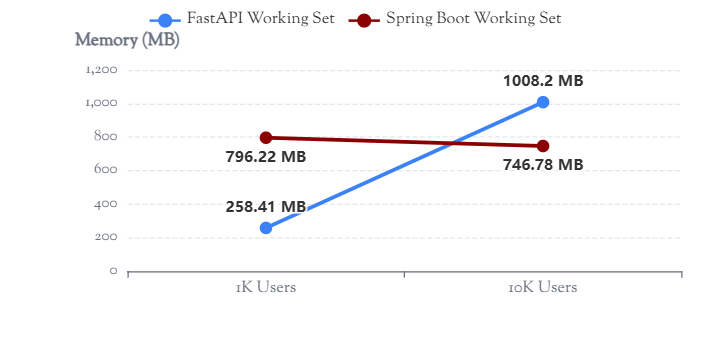 FastAPI Working Set Spring Boot Working Set
Memory (MB)
1,200
1008.2 MB
1,000
800
796.22 MB
746.78 MB
600
400
258.41 MB
200
0
1K Users 10K Users